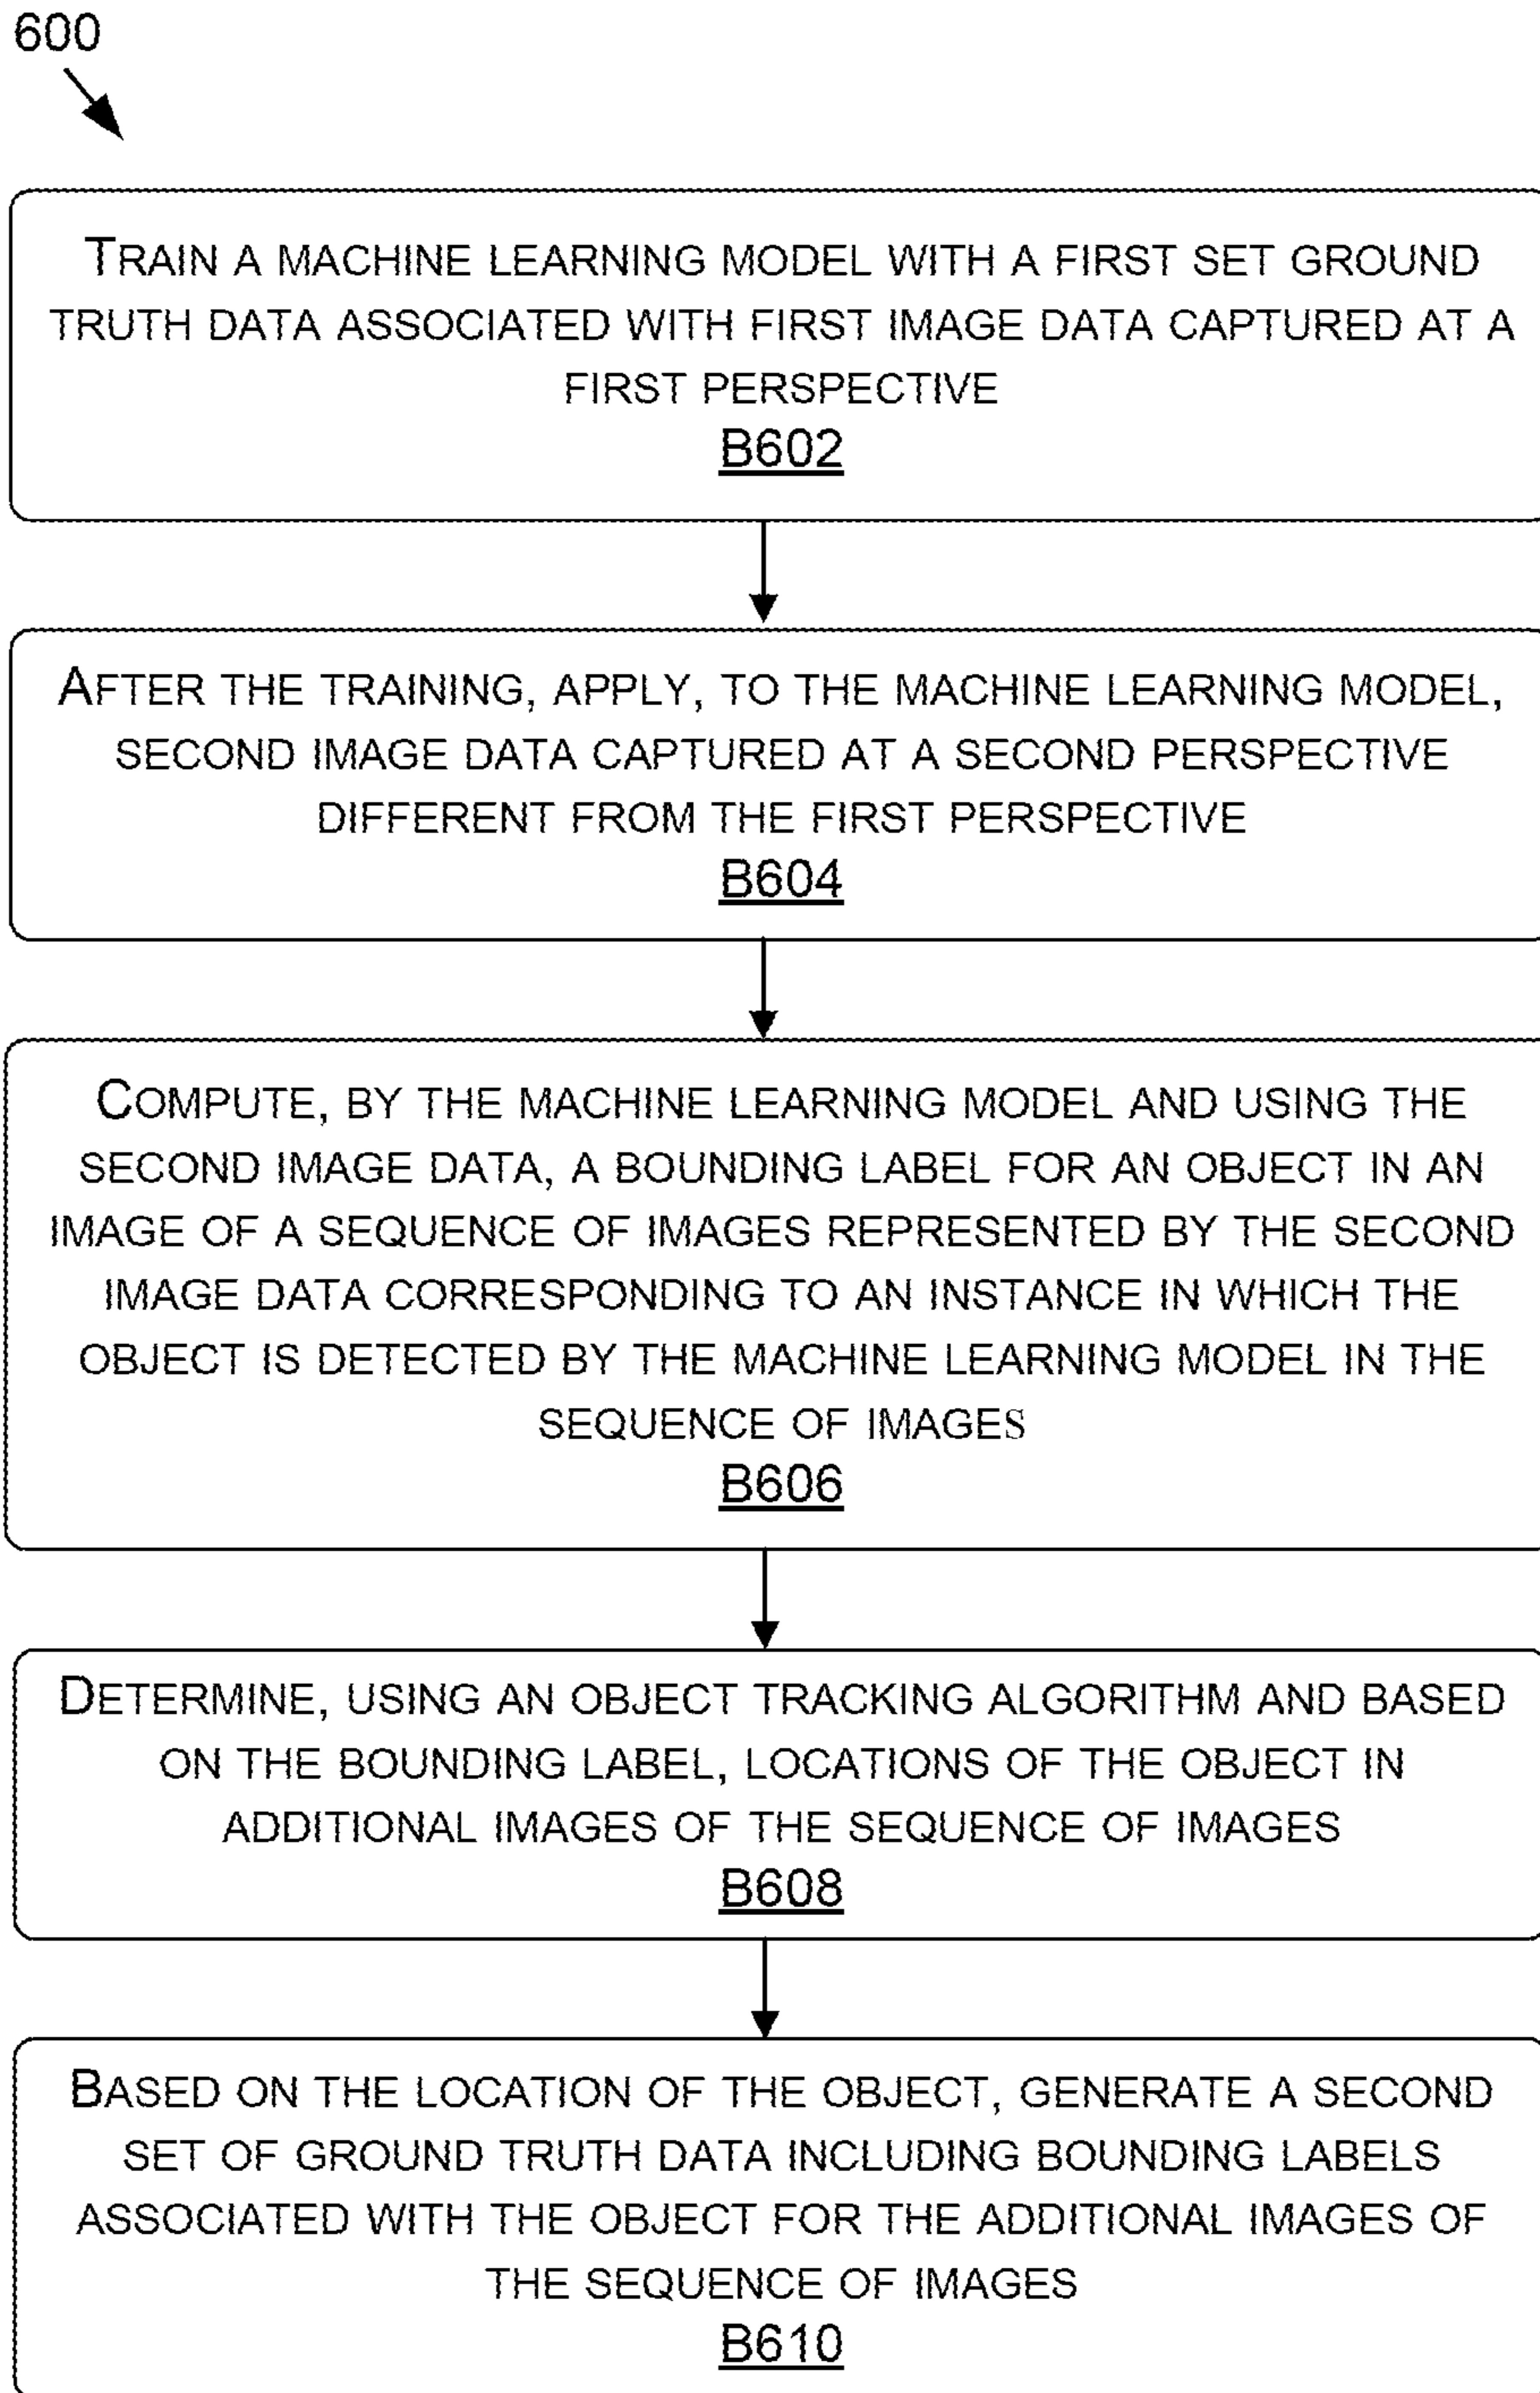 600
TRAIN A MACHINE LEARNING MODEL WITH A FIRST SET GROUND
TRUTH DATA ASSOCIATED WITH FIRST IMAGE DATA CAPTURED AT A
FIRST PERSPECTIVE
B602
AFTER THE TRAINING, APPLY, TO THE MACHINE LEARNING MODEL,
SECOND IMAGE DATA CAPTURED AT A SECOND PERSPECTIVE
DIFFERENT FROM THE FIRST PERSPECTIVE
B604
COMPUTE, BY THE MACHINE LEARNING MODEL AND USING THE
SECOND IMAGE DATA, A BOUNDING LABEL FOR AN OBJECT IN AN
IMAGE OF A SEQUENCE OF IMAGES REPRESENTED BY THE SECOND
IMAGE DATA CORRESPONDING TO AN INSTANCE IN WHICH THE
OBJECT IS DETECTED BY THE MACHINE LEARNING MODEL IN THE
SEQUENCE OF IMAGES
B606
DETERMINE, USING AN OBJECT TRACKING ALGORITHM AND BASED
ON THE BOUNDING LABEL, LOCATIONS OF THE OBJECT IN
ADDITIONAL IMAGES OF THE SEQUENCE OF IMAGES
B608
BASED ON THE LOCATION OF THE OBJECT, GENERATE A SECOND
SET OF GROUND TRUTH DATA INCLUDING BOUNDING LABELS
ASSOCIATED WITH THE OBJECT FOR THE ADDITIONAL IMAGES OF
THE SEQUENCE OF IMAGES
B610